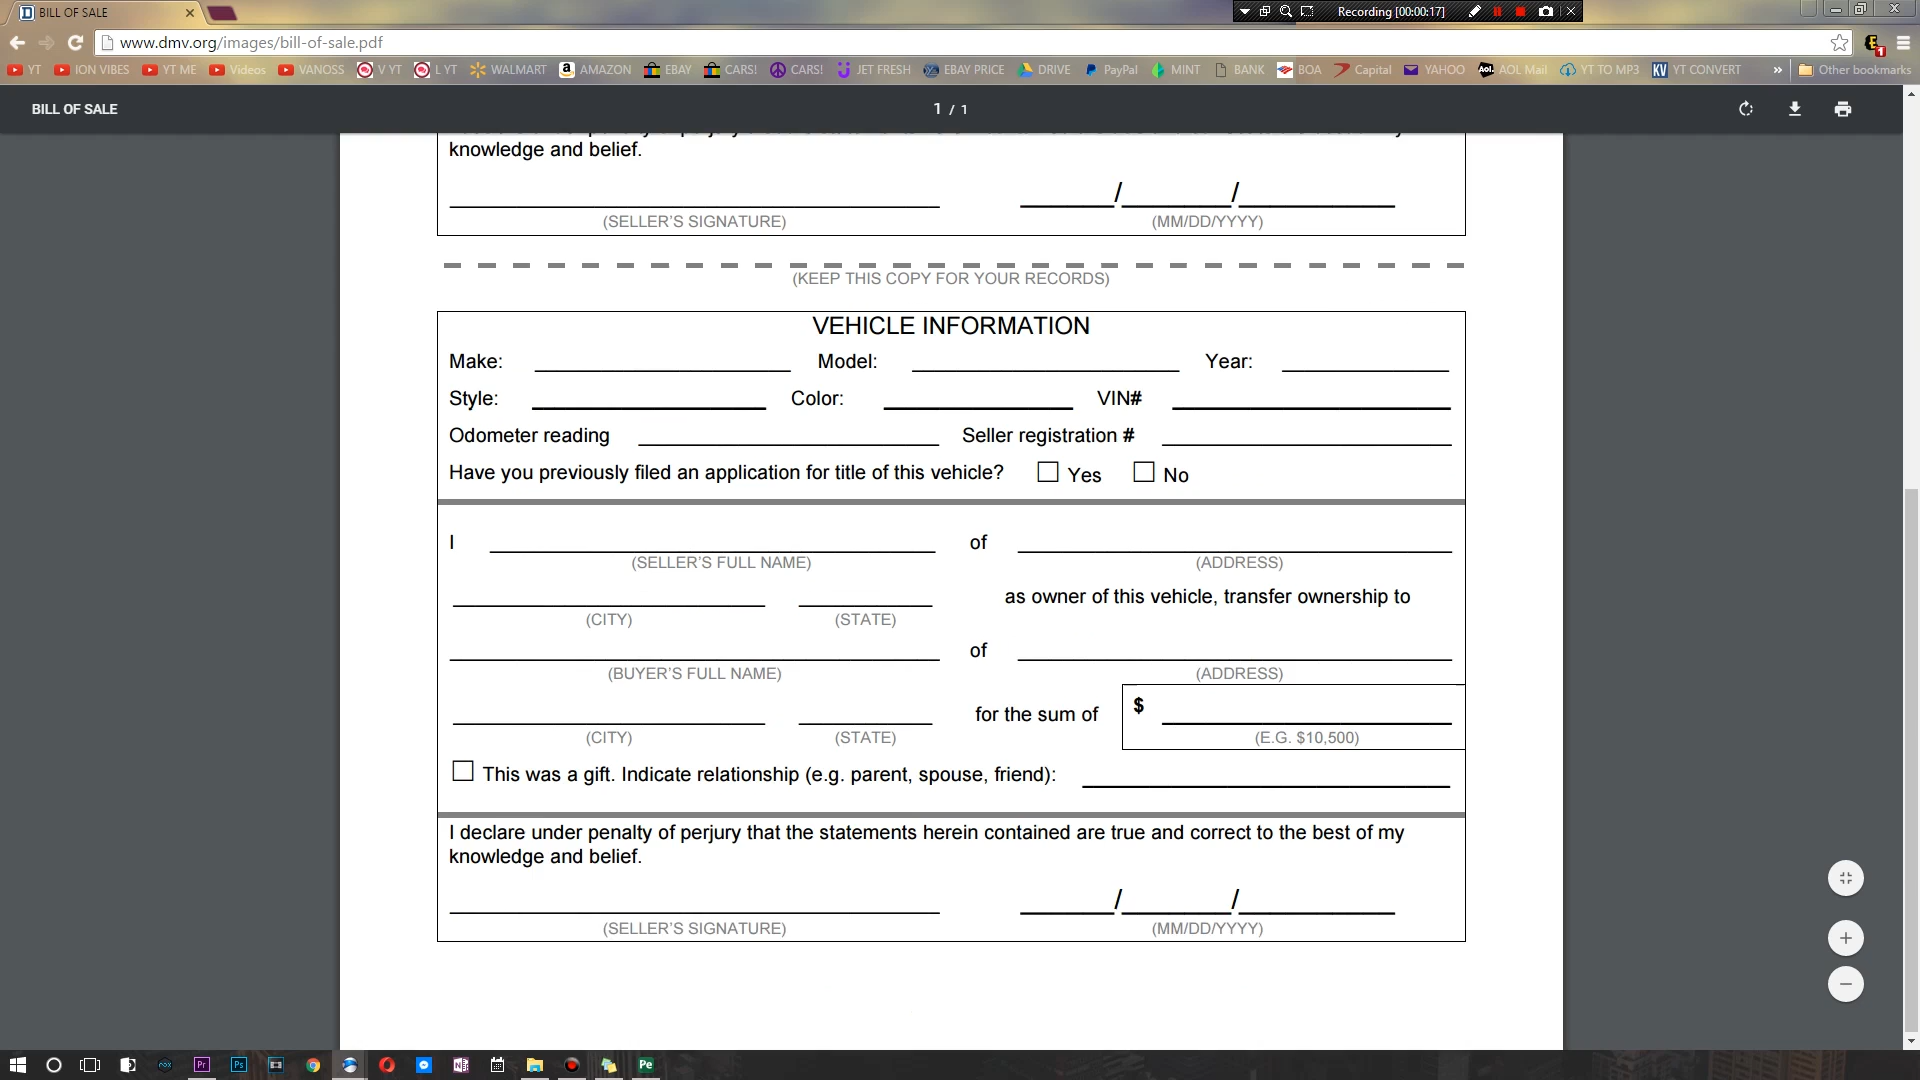 BILL OF SALE
Recording [00:00:17]
www.dmv.org/images/bill-of-sale.pdf
1
YT ION VIBES YT ME Videos VANOSS V YT L YT WALMART AMAZON EBAY CARS! CARS! JET FRESH EBAY PRICE DRIVE PayPal MINT BANK BOA Capital YAHOO Aol. AOL Mail YT TO MP3 KV YT CONVERT » Other bookmarks
BILL OF SALE 1 / 1
knowledge and belief.
/ /
(SELLER'S SIGNATURE) (MM/DD/YYYY)
(KEEP THIS COPY FOR YOUR RECORDS)
VEHICLE INFORMATION
Make: Model: Year:
Style: Color: VIN#
Odometer reading Seller registration #
Have you previously filed an application for title of this vehicle? Yes No
I of
(SELLER'S FULL NAME) (ADDRESS)
as owner of this vehicle, transfer ownership to
(CITY) (STATE)
of
(BUYER'S FULL NAME) (ADDRESS)
for the sum of $
(CITY) (STATE) (E.G. $10,500)
This was a gift. Indicate relationship (e.g. parent, spouse, friend):
I declare under penalty of perjury that the statements herein contained are true and correct to the best of my
knowledge and belief.
/ /
(SELLER'S SIGNATURE) (MM/DD/YYYY)
Pr Ps N Pe